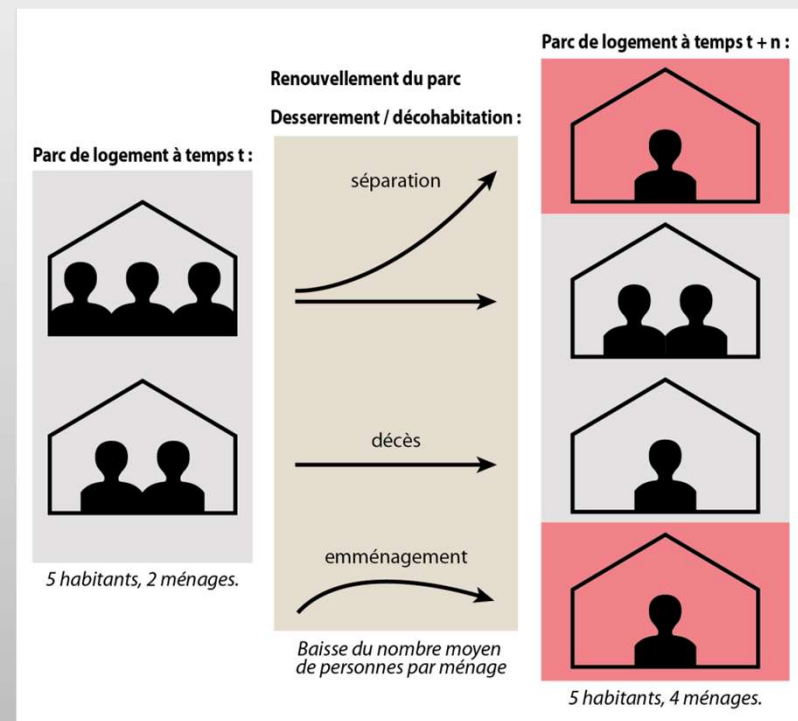 Parc de logement à temps t :
5 habitants, 2 ménages.
Renouvellement du parc
Desserrement / décohabitation :
séparation
décès
emménagement
Baisse du nombre moyen
de personnes par ménage
Parc de logement à temps t + n :
5 habitants, 4 ménages.